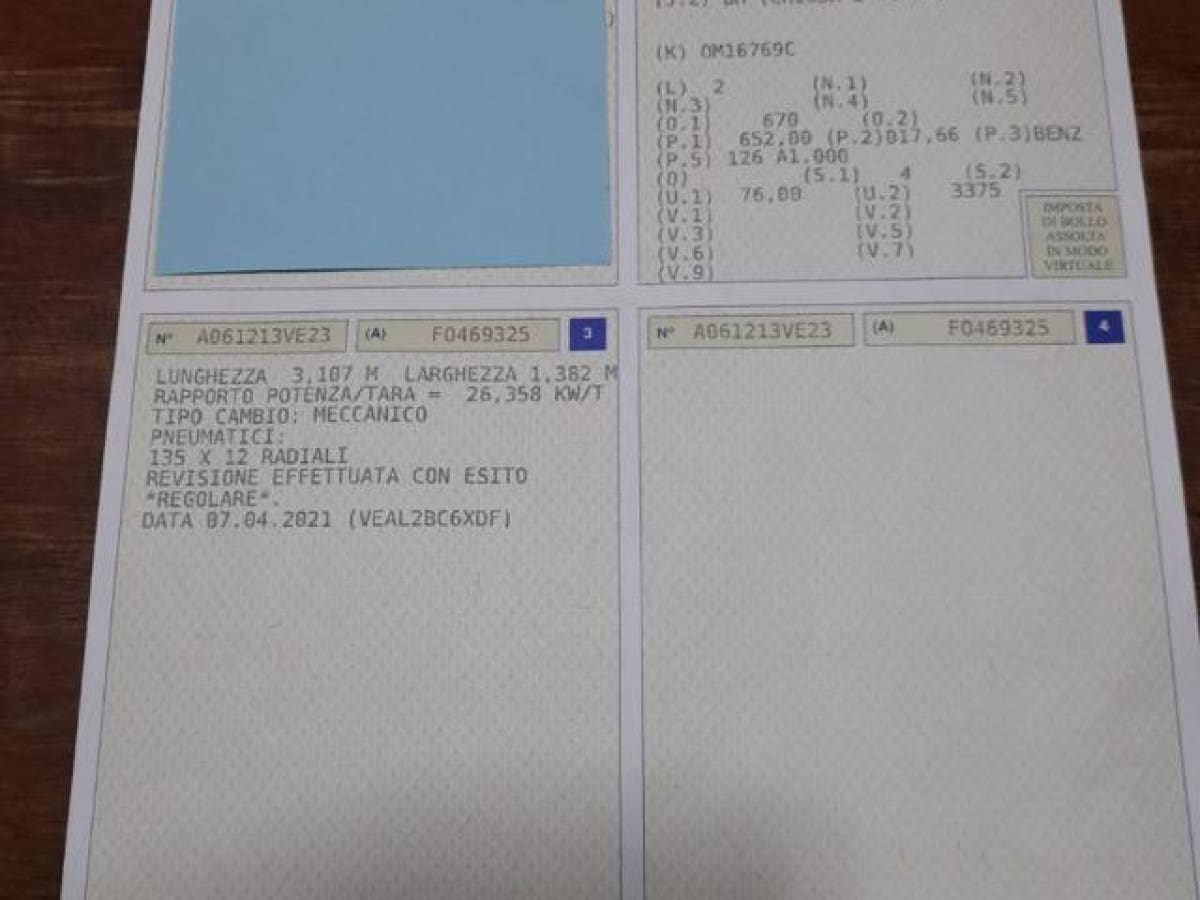 (K) OM16769C
(L) 2 (N.1) (N.2)
(N.3) (N.4) (N.5)
(O.1) 670 (O.2)
(P.1) 652,00 (P.2)017,66 (P.3)BENZ
(P.5) 126 A1.000
(Q) (S.1) 4 (S.2)
(U.1) 76,00 (U.2) 3375
(V.1) (V.2)
(V.3) (V.5)
(V.6) (V.7)
(V.9)
IMPOSTA
DI BOLLO
ASSOLTA
IN MODO
VIRTUALE
N° A061213VE23 (A) F0469325 3
LUNGHEZZA 3,107 M LARGHEZZA 1,382 M
RAPPORTO POTENZA/TARA = 26,358 KW/T
TIPO CAMBIO: MECCANICO
PNEUMATICI:
135 X 12 RADIALI
REVISIONE EFFETTUATA CON ESITO
*REGOLARE*.
DATA 07.04.2021 (VEAL2BC6XDF)
N° A061213VE23 (A) F0469325 4